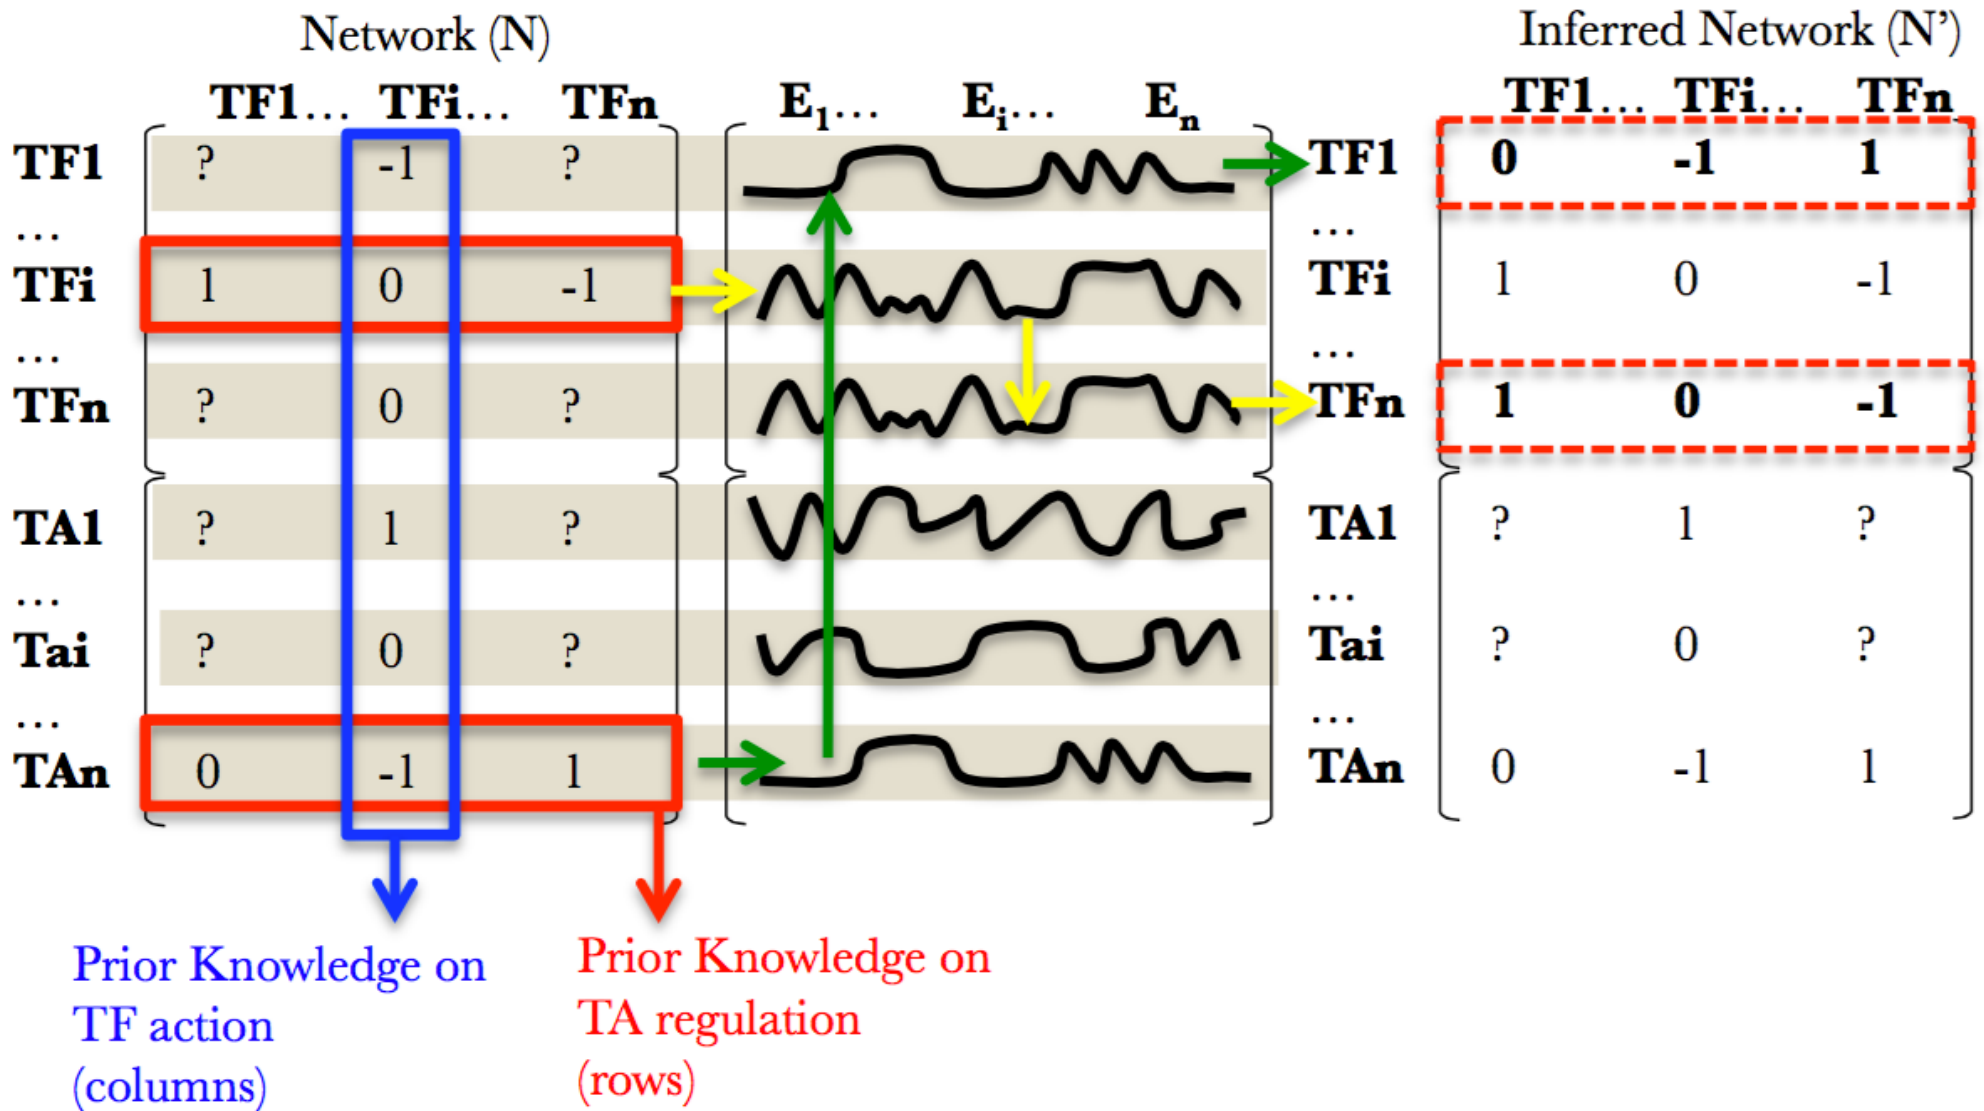 Network (N) Inferred Network (N’)
TF1… TFi… TFn E1… Ei… En TF1… TFi… TFn
TF1 ? -1 ? TF1 0 -1 1
… …
TFi 1 0 -1 TFi 1 0 -1
… …
TFn ? 0 ? TFn 1 0 -1
TA1 ? 1 ? TA1 ? 1 ?
… …
Tai ? 0 ? Tai ? 0 ?
… …
TAn 0 -1 1 TAn 0 -1 1
Prior Knowledge on
TF action
(columns)
Prior Knowledge on
TA regulation
(rows)